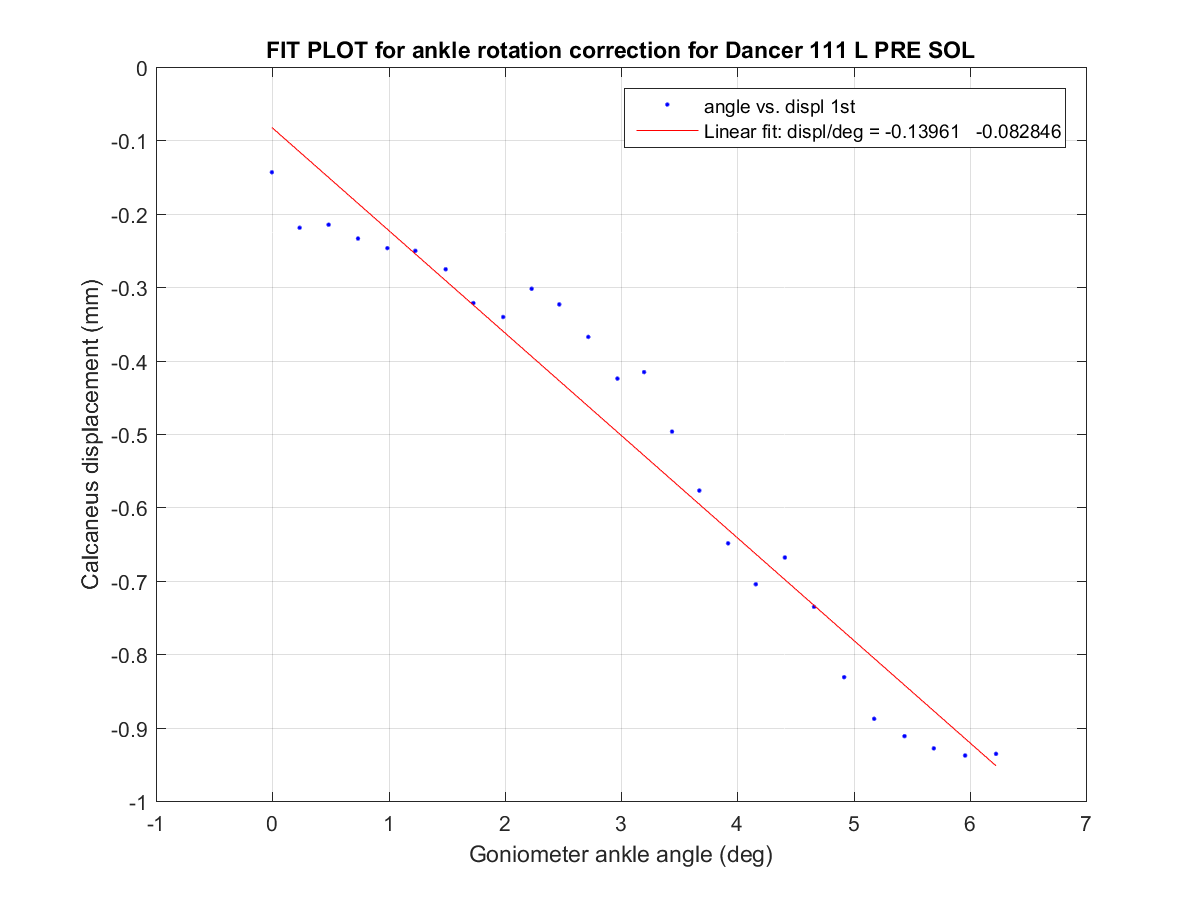 FIT PLOT for ankle rotation correction for Dancer 111 L PRE SOL
angle vs. displ 1st
Linear fit: displ/deg = -0.13961 -0.082846
0
-0.1
-0.2
-0.3
-0.4
-0.5
-0.6
-0.7
-0.8
-0.9
-1
Calcaneus displacement (mm)
-1 0 1 2 3 4 5 6 7
Goniometer ankle angle (deg)